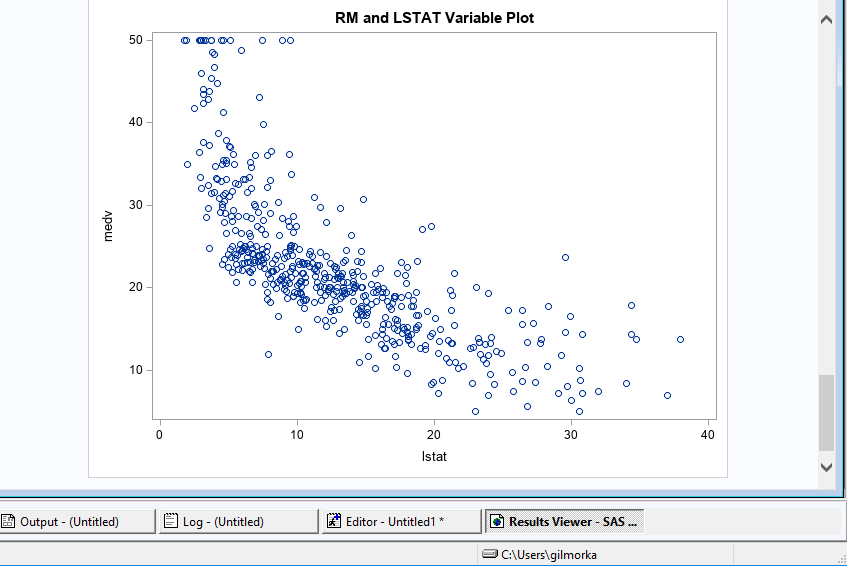 RM and LSTAT Variable Plot
50
40
30
20
10
medv
0 10 20 30 40
lstat
Output - (Untitled) Log - (Untitled) Editor - Untitled1 * Results Viewer - SAS ...
C:\Users\gilmorka